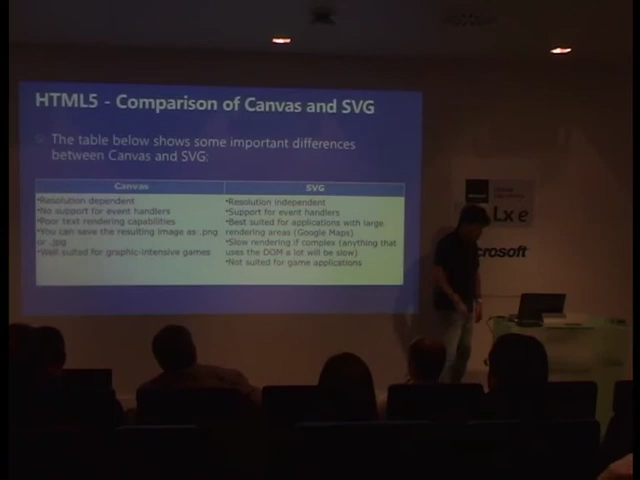 HTML5 - Comparison of Canvas and SVG
The table below shows some important differences
between Canvas and SVG:
Canvas
•Resolution dependent
•No support for event handlers
•Poor text rendering capabilities
•You can save the resulting image as .png
or .jpg
•Well suited for graphic-intensive games
SVG
•Resolution independent
•Support for event handlers
•Best suited for applications with large
rendering areas (Google Maps)
•Slow rendering if complex (anything that
uses the DOM a lot will be slow)
•Not suited for game applications
Lx e
rosoft